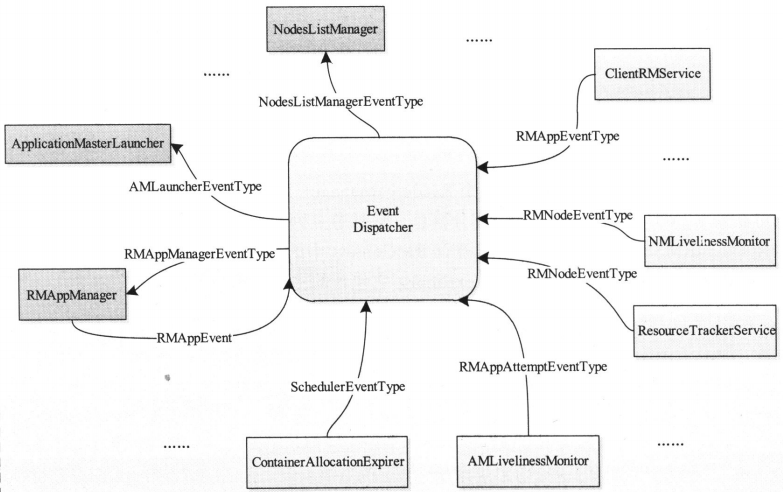 NodesListManager
......
......
ClientRMService
NodesListManagerEventType
RMAppEventType
ApplicationMasterLauncher
......
AMLauncherEventType
Event
Dispatcher
RMNodeEventType
NMLivelinessMonitor
RMAppManagerEventType
RMNodeEventType
RMAppManager
RMAppEvent
ResourceTrackerService
RMAppAttemptEventType
SchedulerEventType
......
......
ContainerAllocationExpirer
AMLivelinessMonitor